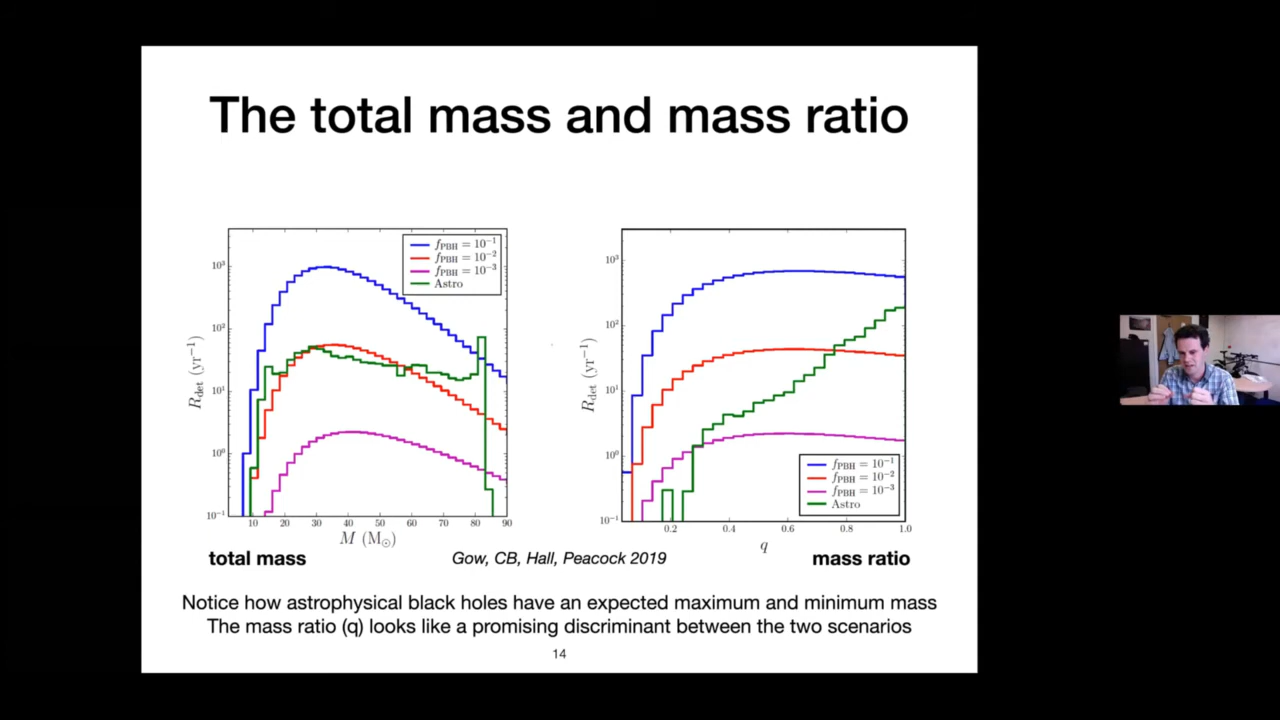 The total mass and mass ratio
f_PBH = 10^-1
f_PBH = 10^-2
f_PBH = 10^-3
Astro
10^3
10^2
10^1
10^0
10^-1
R_det (yr^-1)
10 20 30 40 50 60 70 80 90
M (M_⊙)
total mass
10^3
10^2
10^1
10^0
10^-1
R_det (yr^-1)
f_PBH = 10^-1
f_PBH = 10^-2
f_PBH = 10^-3
Astro
0.2 0.4 0.6 0.8 1.0
q
Gow, CB, Hall, Peacock 2019
mass ratio
Notice how astrophysical black holes have an expected maximum and minimum mass
The mass ratio (q) looks like a promising discriminant between the two scenarios
14